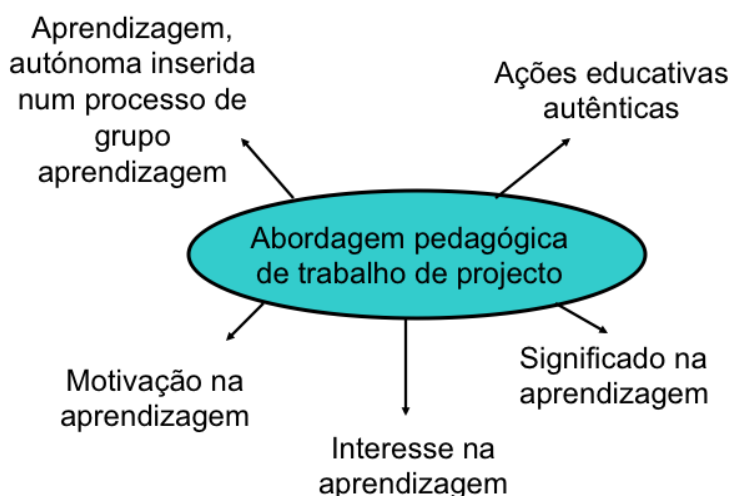 Aprendizagem,
autónoma inserida
num processo de
grupo
aprendizagem
Ações educativas
autênticas
Abordagem pedagógica
de trabalho de projecto
Motivação na
aprendizagem
Interesse na
aprendizagem
Significado na
aprendizagem